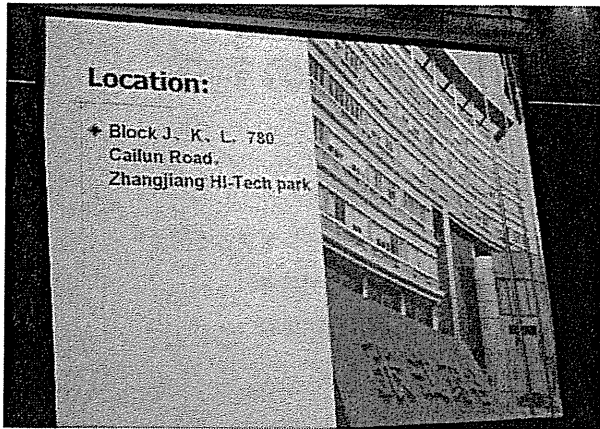 Location:
Block J、K、L、780
Cailun Road,
Zhangjiang Hi-Tech park